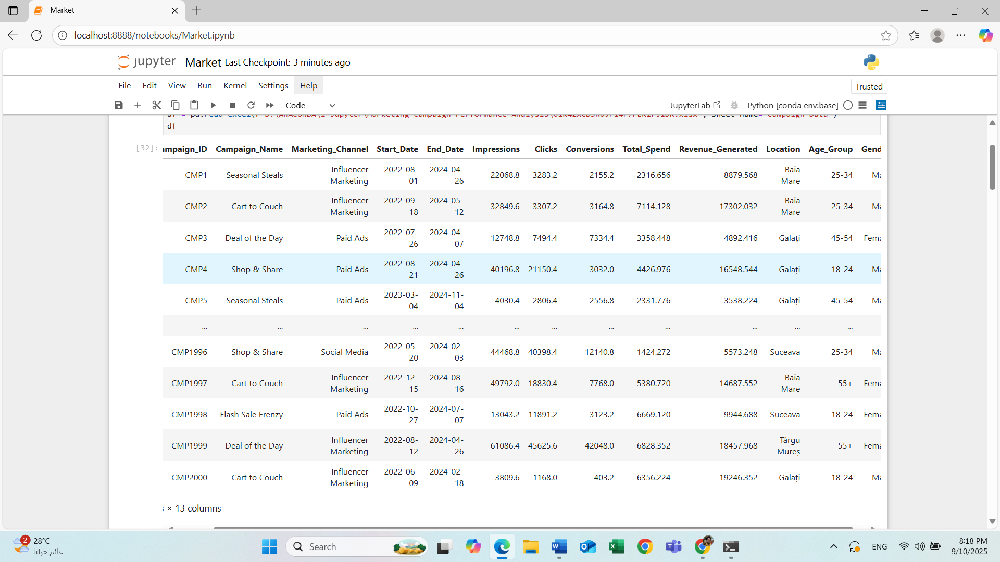 Market
localhost:8888/notebooks/Market.ipynb
jupyter Market Last Checkpoint: 3 minutes ago
File Edit View Run Kernel Settings Help
Trusted
Code
JupyterLab
Python [conda env:base]
df
[32]:
ampaign_ID Campaign_Name Marketing_Channel Start_Date End_Date Impressions Clicks Conversions Total_Spend Revenue_Generated Location Age_Group Gend
CMP1 Seasonal Steals Influencer Marketing 2022-08-01 2024-04-26 22068.8 3283.2 2155.2 2316.656 8879.568 Baia Mare 25-34 Ma
CMP2 Cart to Couch Influencer Marketing 2022-09-18 2024-05-12 32849.6 3307.2 3164.8 7114.128 17302.032 Baia Mare 25-34 Ma
CMP3 Deal of the Day Paid Ads 2022-07-26 2024-04-07 12748.8 7494.4 7334.4 3358.448 4892.416 Galați 45-54 Fema
CMP4 Shop & Share Paid Ads 2022-08-21 2024-04-26 40196.8 21150.4 3032.0 4426.976 16548.544 Galați 18-24 Ma
CMP5 Seasonal Steals Paid Ads 2023-03-04 2024-11-04 4030.4 2806.4 2556.8 2331.776 3538.224 Galați 45-54 Ma
... ... ... ... ... ... ... ... ... ... ... ...
CMP1996 Shop & Share Social Media 2022-05-20 2024-02-03 44468.8 40398.4 12140.8 1424.272 5573.248 Suceava 25-34 Ma
CMP1997 Cart to Couch Influencer Marketing 2022-12-15 2024-08-16 49792.0 18830.4 7768.0 5380.720 14687.552 Baia Mare 55+ Fema
CMP1998 Flash Sale Frenzy Paid Ads 2022-10-27 2024-07-07 13043.2 11891.2 3123.2 6669.120 9944.688 Suceava 18-24 Fema
CMP1999 Deal of the Day Influencer Marketing 2022-08-12 2024-04-26 61086.4 45625.6 42048.0 6828.352 18457.968 Târgu Mureș 55+ Fema
CMP2000 Cart to Couch Influencer Marketing 2022-06-09 2024-02-18 3809.6 1168.0 403.2 6356.224 19246.352 Galați 18-24 Ma
× 13 columns
2
28°C
غائم جزئيًا
Search
ENG
8:18 PM
9/10/2025